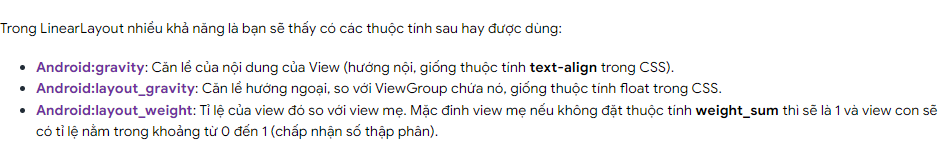 Trong LinearLayout nhiều khả năng là bạn sẽ thấy có các thuộc tính sau hay được dùng:
• Android:gravity: Căn lề của nội dung của View (hướng nội, giống thuộc tính text-align trong CSS).
• Android:layout_gravity: Căn lề hướng ngoại, so với ViewGroup chứa nó, giống thuộc tính float trong CSS.
• Android:layout_weight: Tỉ lệ của view đó so với view mẹ. Mặc đinh view mẹ nếu không đặt thuộc tính weight_sum thì sẽ là 1 và view con sẽ
có tỉ lệ nằm trong khoảng từ 0 đến 1 (chấp nhận số thập phân).